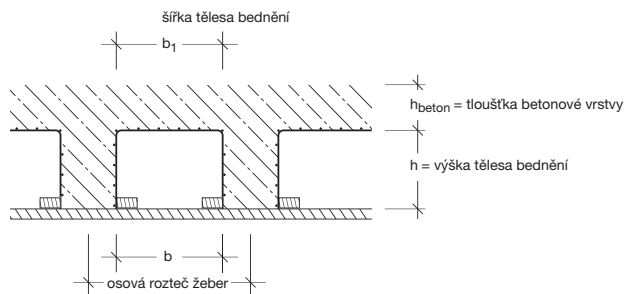 šířka tělesa bednění
b1
hbeton = tloušťka betonové vrstvy
h = výška tělesa bednění
b
osová rozteč žeber